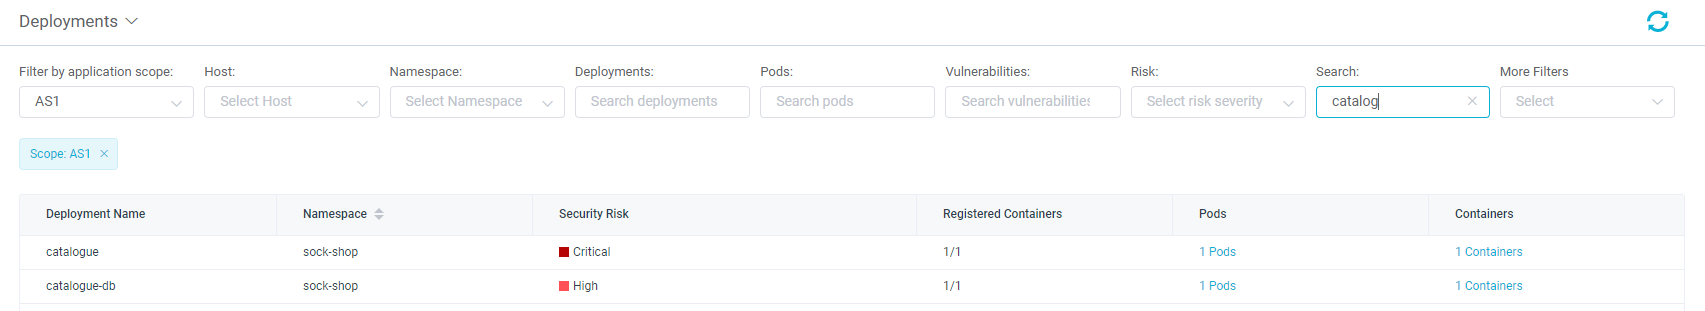 Deployments
Filter by application scope: Host: Namespace: Deployments: Pods: Vulnerabilities: Risk: Search: More Filters
AS1 Select Host Select Namespace Search deployments Search pods Search vulnerabilities Select risk severity catalog Select
Scope: AS1
Deployment Name Namespace Security Risk Registered Containers Pods Containers
catalogue sock-shop Critical 1/1 1 Pods 1 Containers
catalogue-db sock-shop High 1/1 1 Pods 1 Containers